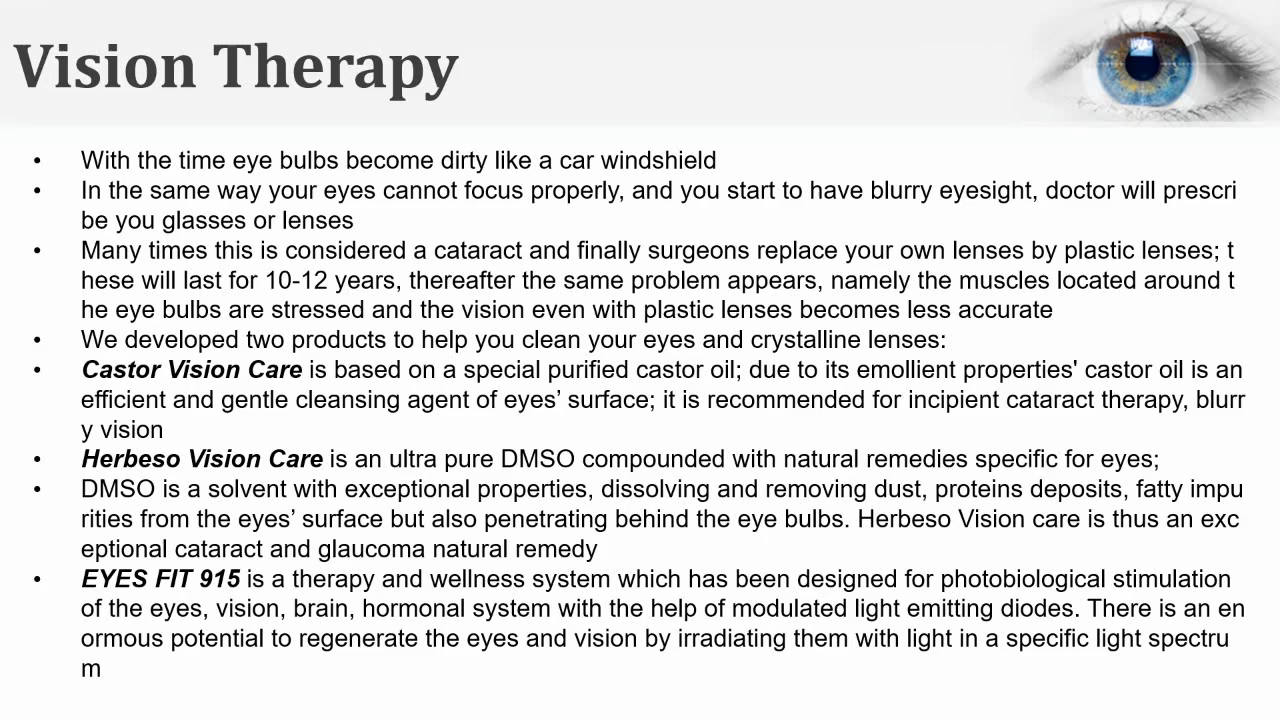 Vision Therapy
• With the time eye bulbs become dirty like a car windshield
• In the same way your eyes cannot focus properly, and you start to have blurry eyesight, doctor will prescri
be you glasses or lenses
• Many times this is considered a cataract and finally surgeons replace your own lenses by plastic lenses; t
hese will last for 10-12 years, thereafter the same problem appears, namely the muscles located around t
he eye bulbs are stressed and the vision even with plastic lenses becomes less accurate
• We developed two products to help you clean your eyes and crystalline lenses:
• Castor Vision Care is based on a special purified castor oil; due to its emollient properties' castor oil is an
efficient and gentle cleansing agent of eyes’ surface; it is recommended for incipient cataract therapy, blurr
y vision
• Herbeso Vision Care is an ultra pure DMSO compounded with natural remedies specific for eyes;
• DMSO is a solvent with exceptional properties, dissolving and removing dust, proteins deposits, fatty impu
rities from the eyes’ surface but also penetrating behind the eye bulbs. Herbeso Vision care is thus an exc
eptional cataract and glaucoma natural remedy
• EYES FIT 915 is a therapy and wellness system which has been designed for photobiological stimulation
of the eyes, vision, brain, hormonal system with the help of modulated light emitting diodes. There is an en
ormous potential to regenerate the eyes and vision by irradiating them with light in a specific light spectru
m